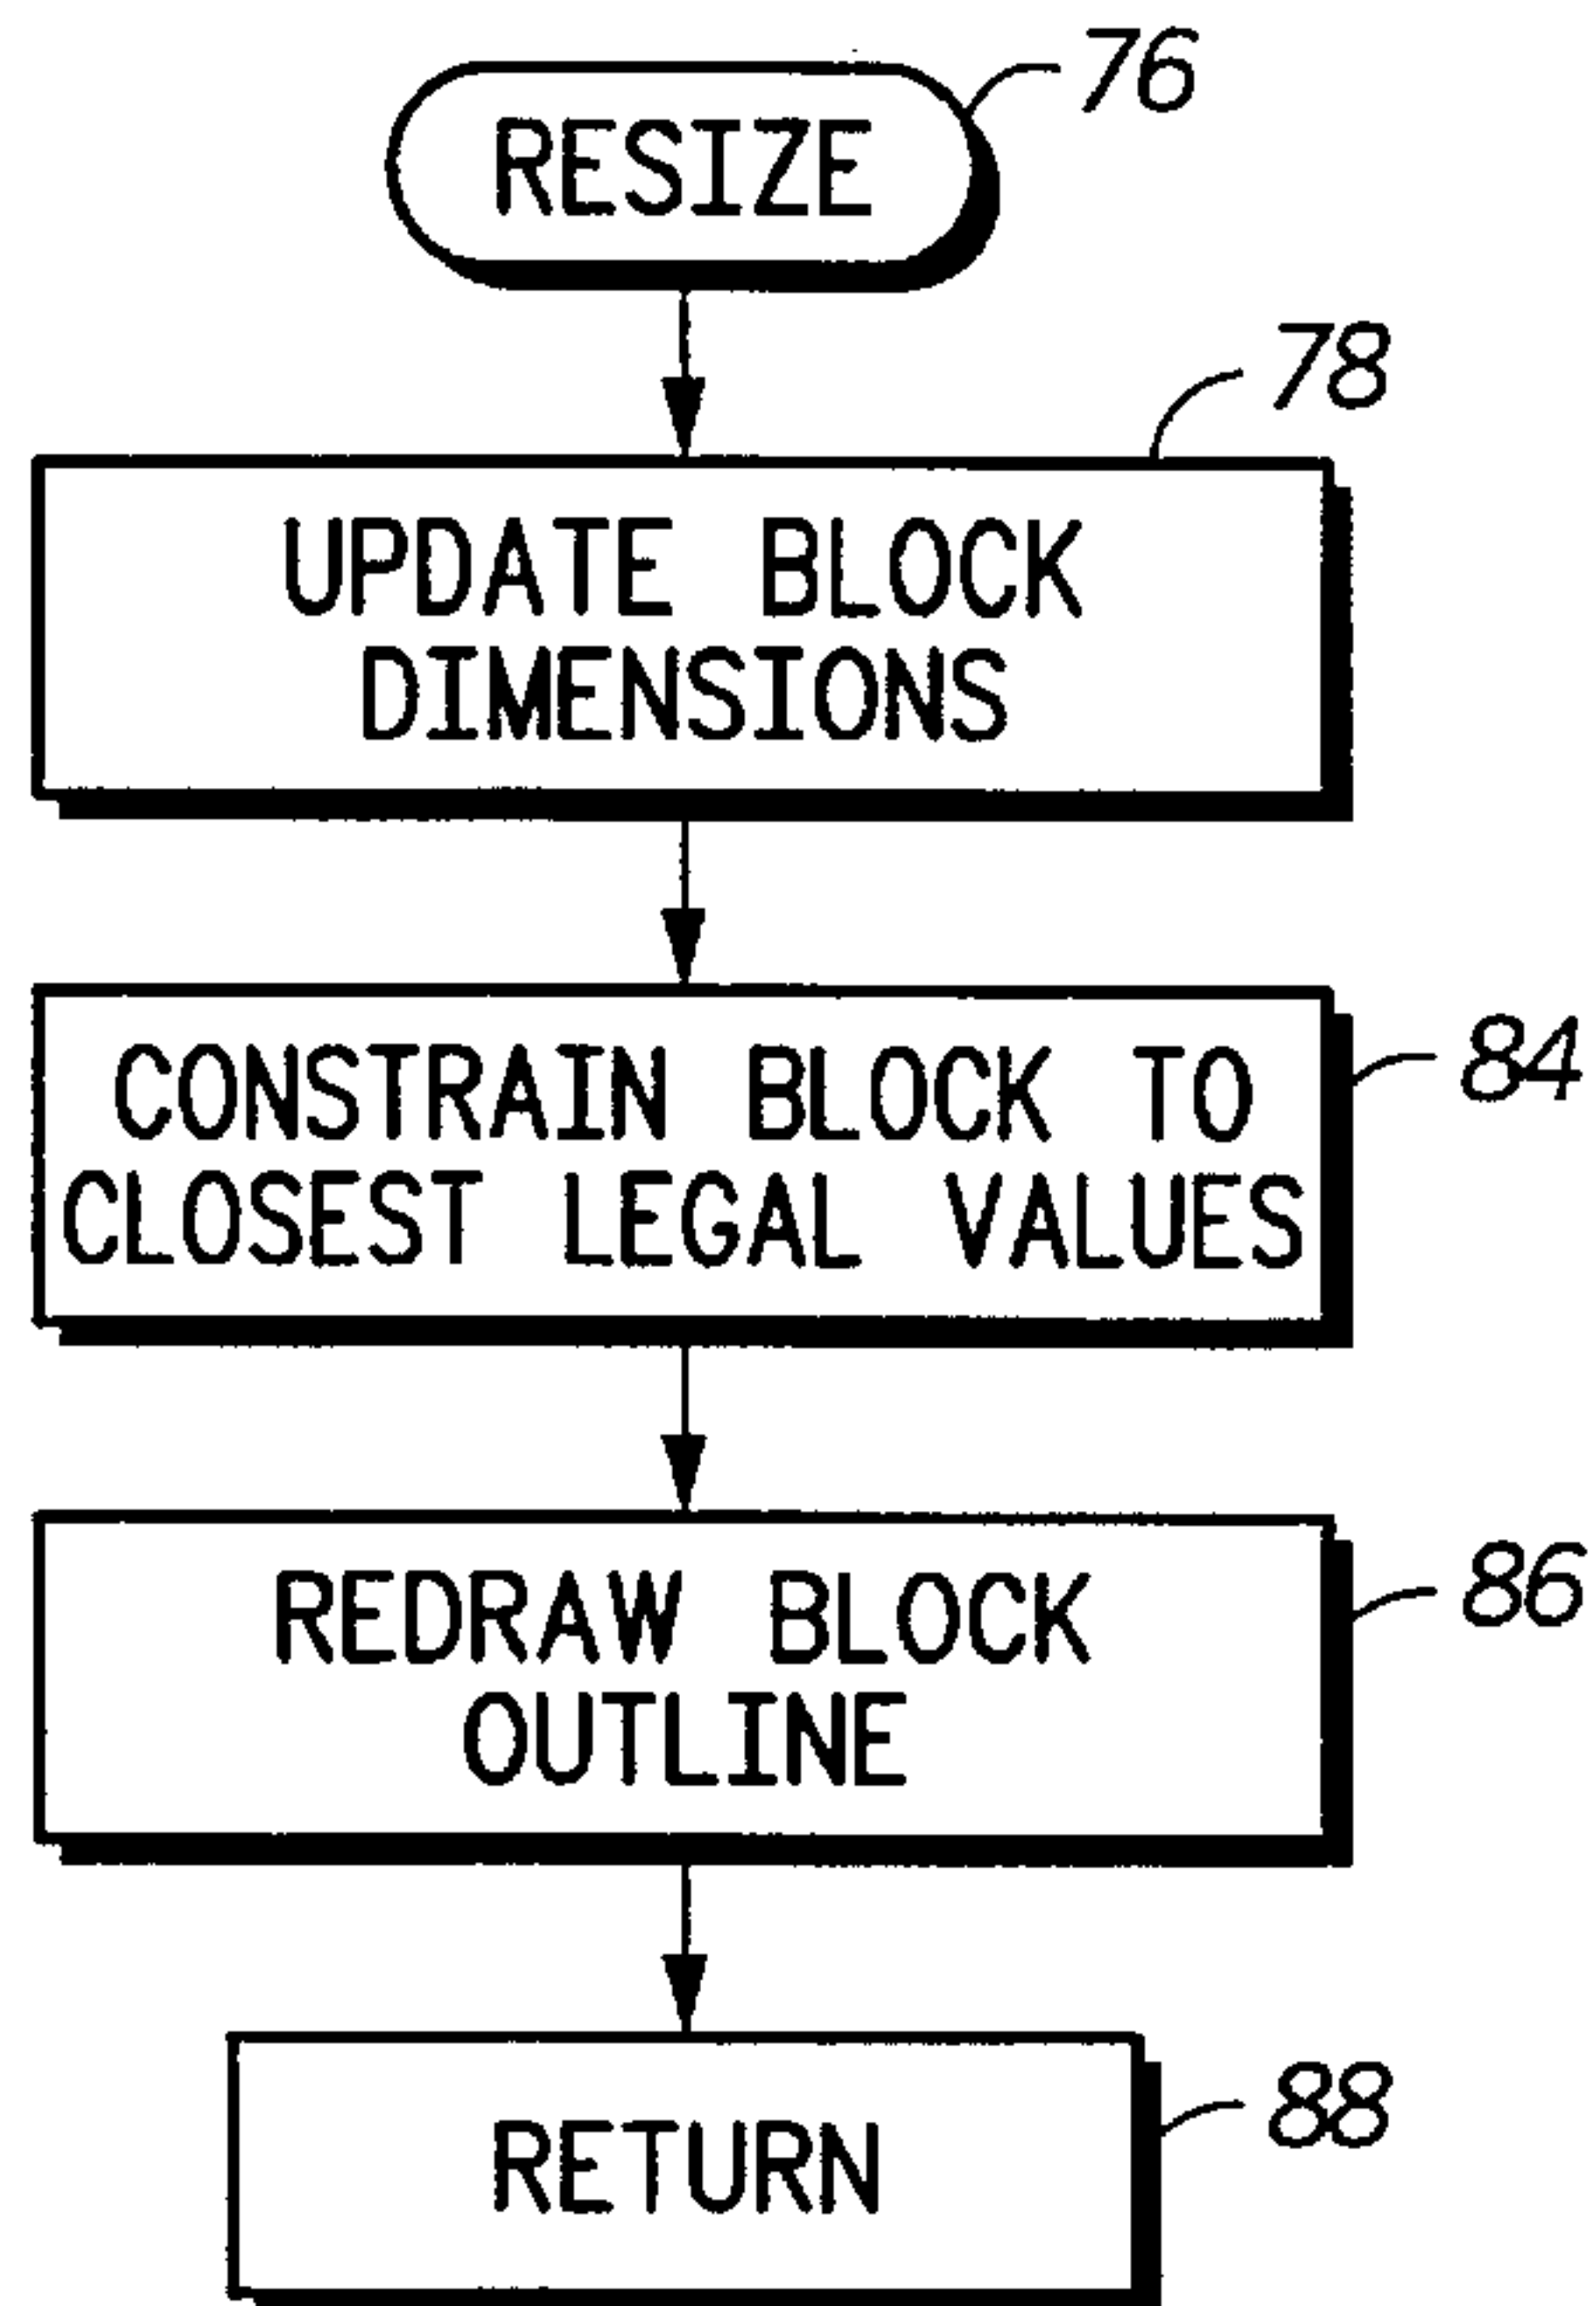 76
RESIZE
78
UPDATE BLOCK
DIMENSIONS
84
CONSTRAIN BLOCK TO
CLOSEST LEGAL VALUES
86
REDRAW BLOCK
OUTLINE
88
RETURN